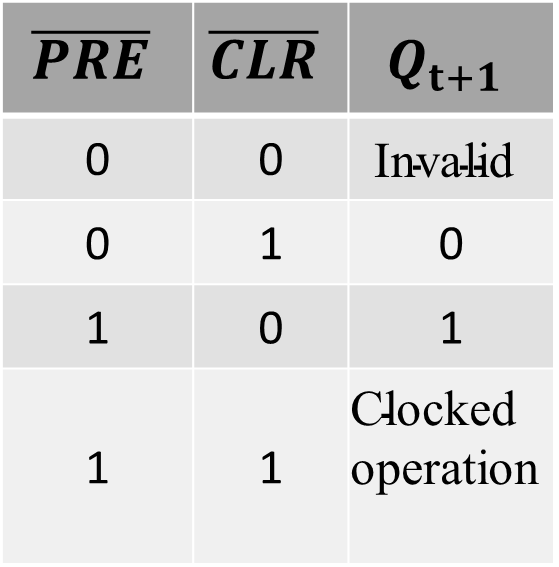 PRE CLR Qt+1
0 0 Invalid
0 1 0
1 0 1
1 1 Clocked operation